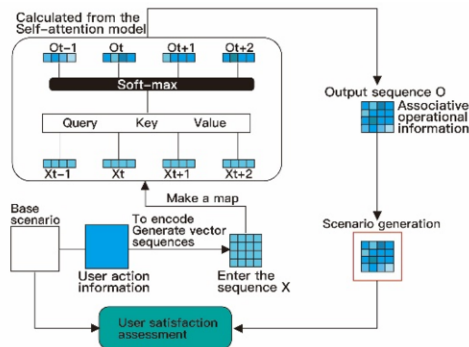 Calculated from the
Self-attention model
Ot-1 Ot Ot+1 Ot+2
Soft-max
Query Key Value
Xt-1 Xt Xt+1 Xt+2
Output sequence O
Associative
operational
information
Make a map
Base
scenario
To encode
Generate vector
sequences
User action
information
Enter the
sequence X
Scenario generation
User satisfaction
assessment